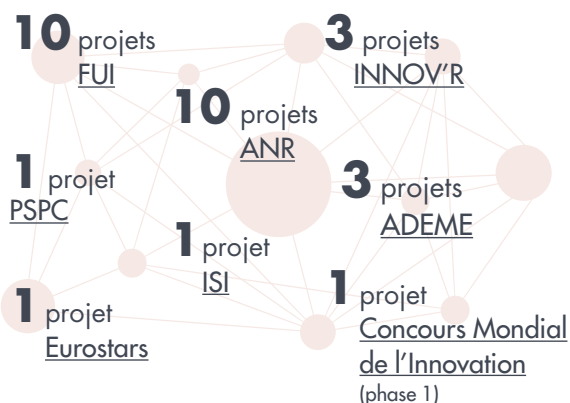 10 projets
FUI
3 projets
INNOV'R
10 projets
ANR
1 projet
PSPC
3 projets
ADEME
1 projet
ISI
1 projet
Eurostars
1 projet
Concours Mondial
de l'Innovation
(phase 1)